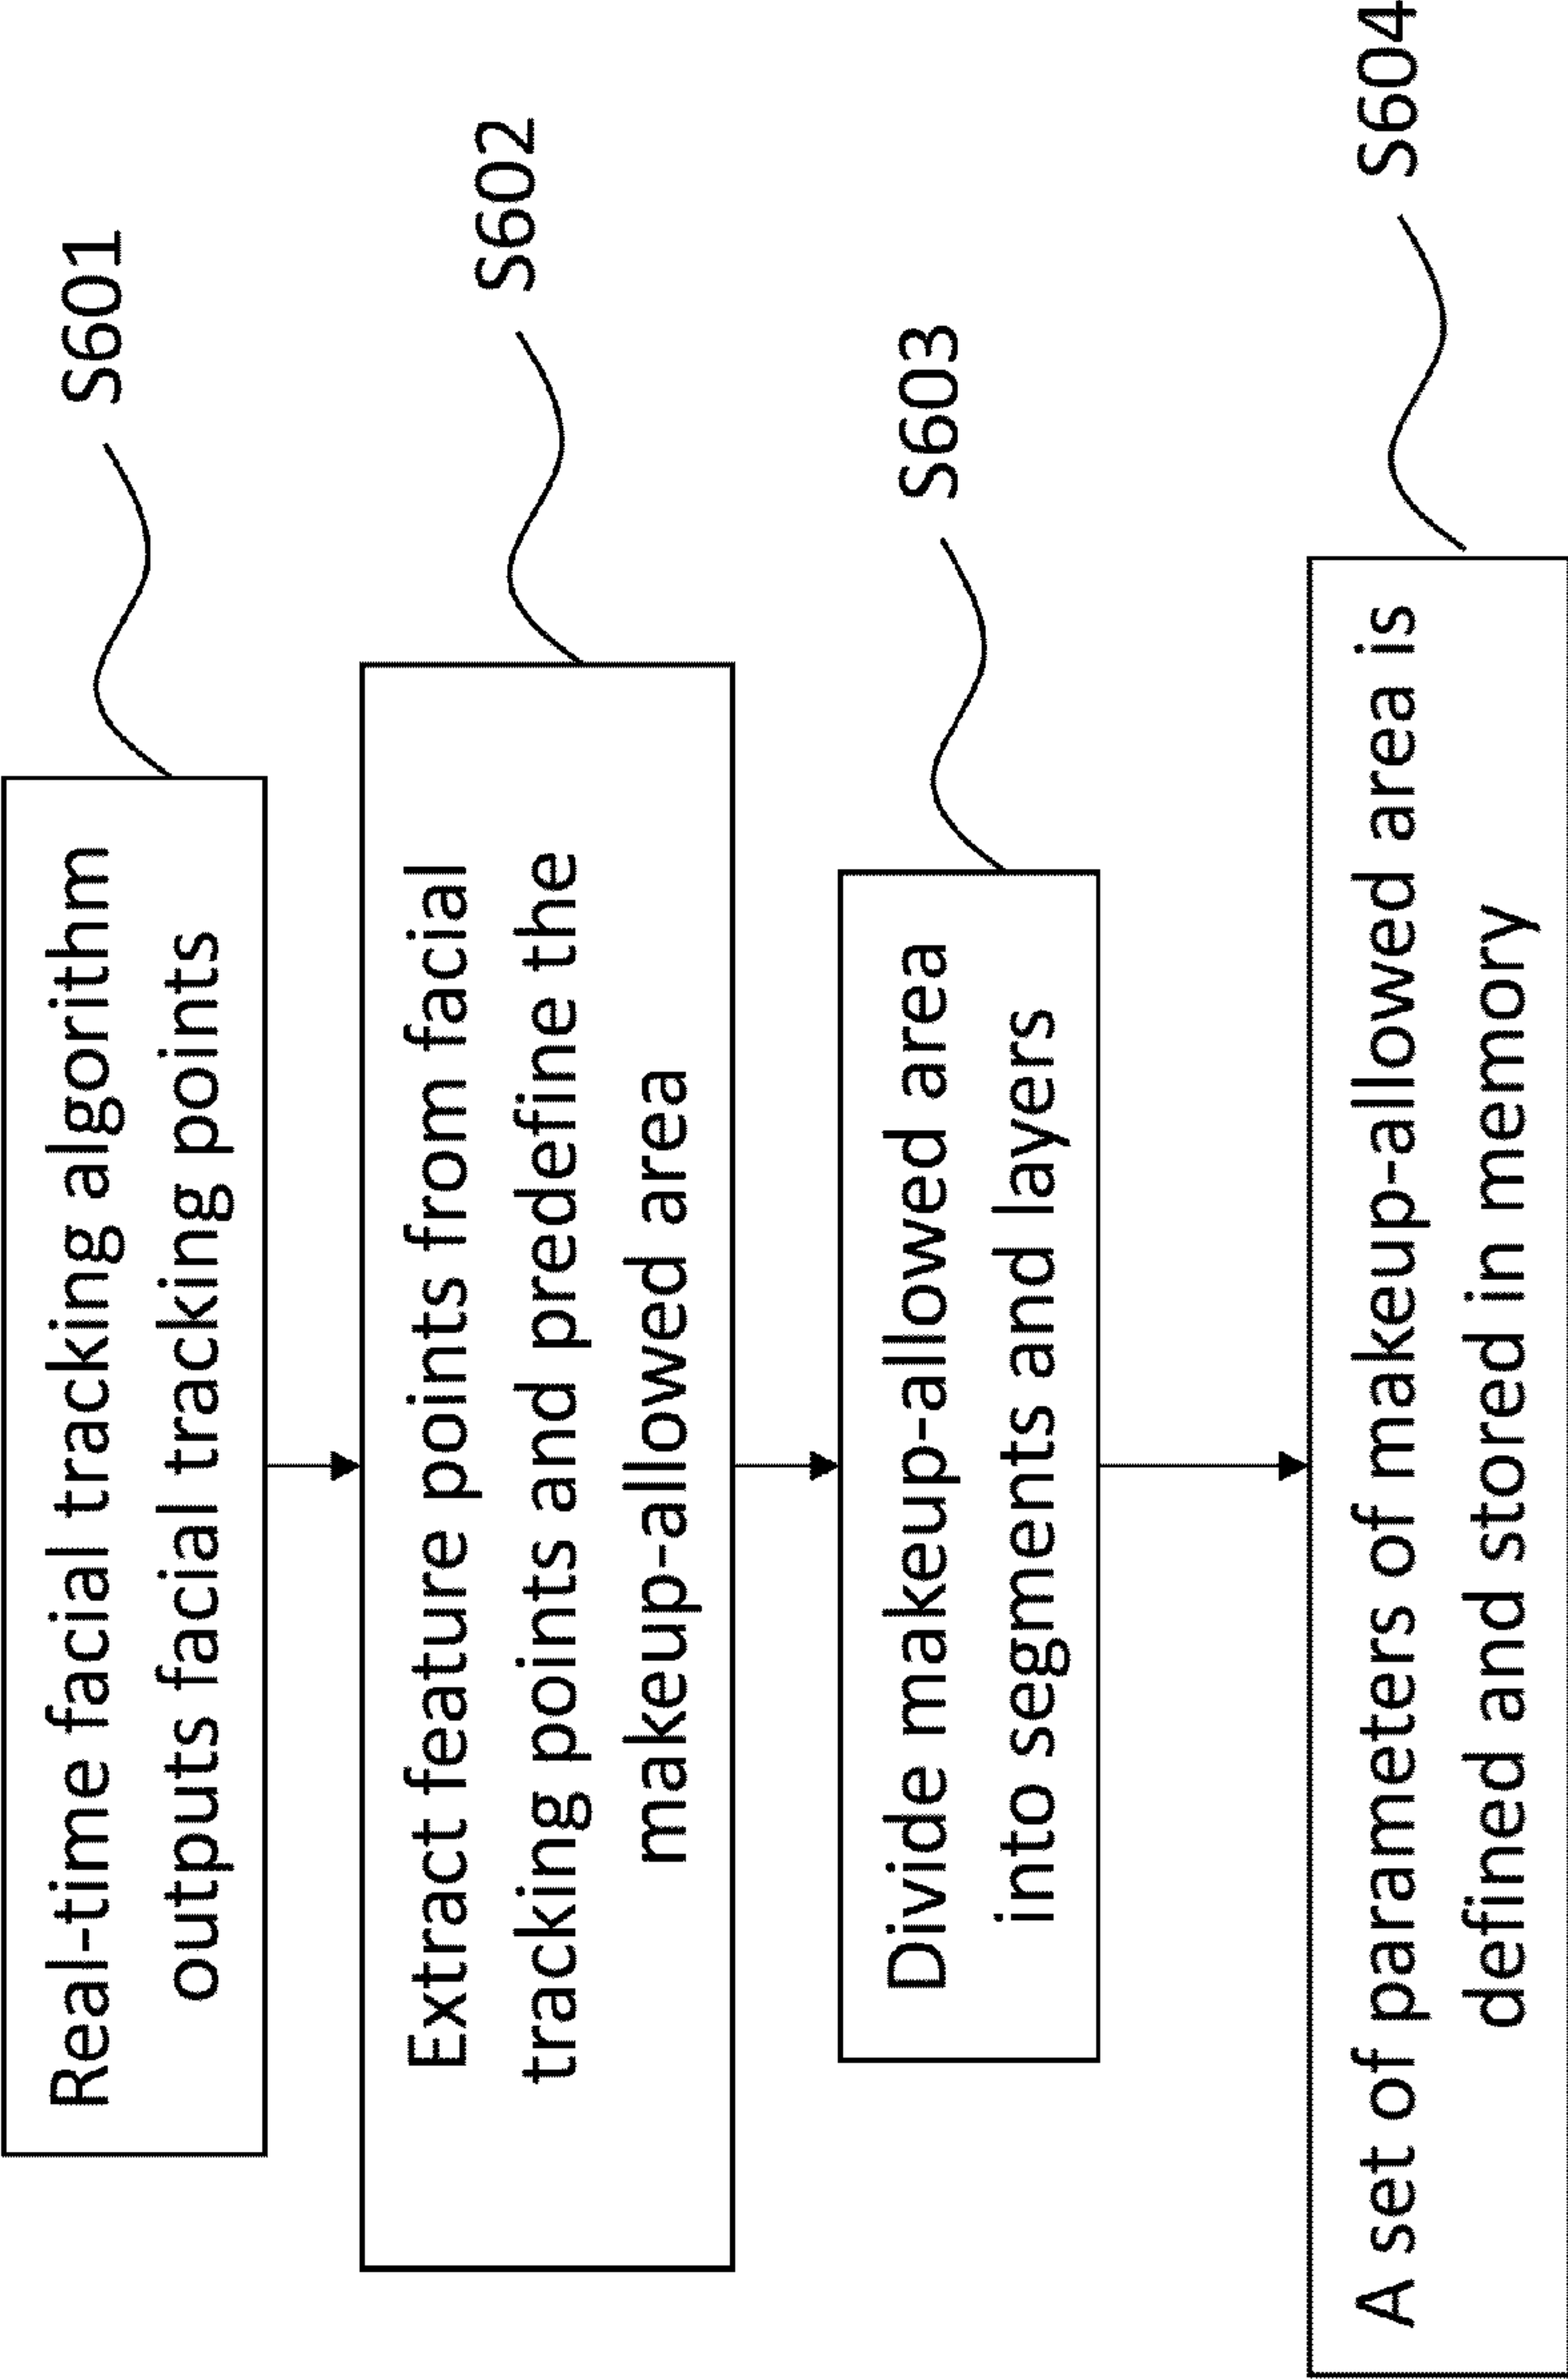 Real-time facial tracking algorithm
outputs facial tracking points
S601
Extract feature points from facial
tracking points and predefine the
makeup-allowed area
S602
Divide makeup-allowed area
into segments and layers
S603
A set of parameters of makeup-allowed area is
defined and stored in memory
S604